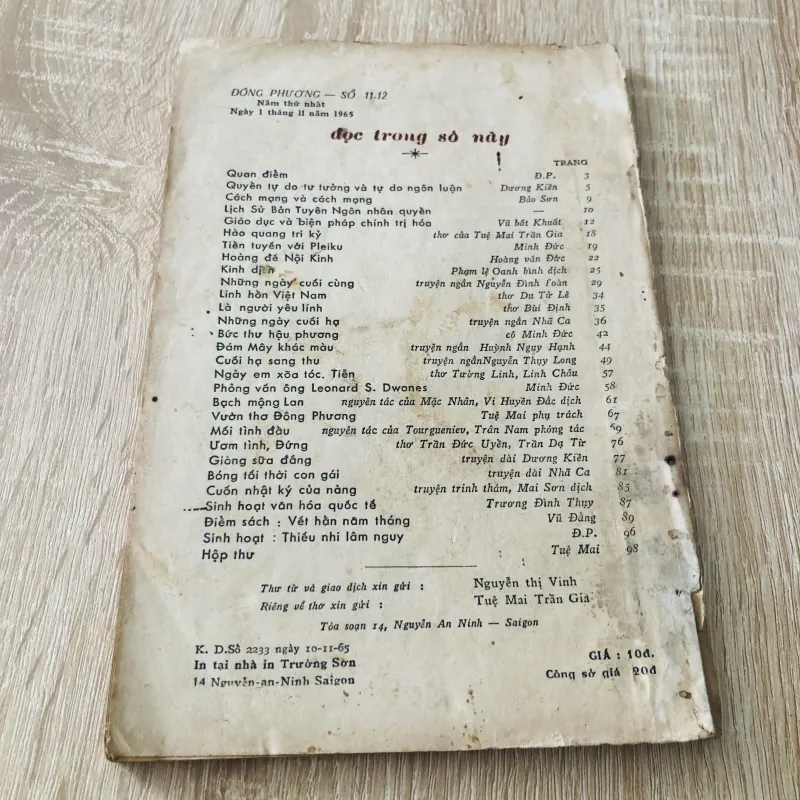 ĐÔNG PHƯƠNG — SỐ 11-12
Năm thứ nhất
Ngày 1 tháng 11 năm 1965
đọc trong số này
TRANG
Quan điểm Đ.P. 3
Quyền tự do tư tưởng và tự do ngôn luận Dương Kiền 5
Cách mạng và cách mạng Bảo Sơn 9
Lịch Sử Bản Tuyên Ngôn nhân quyền — 10
Giáo dục và biện pháp chính trị hóa Vũ bất Khuất 12
Hào quang tri kỷ thơ của Tuệ Mai Trần Gia 18
Tiền tuyến với Pleiku Minh Đức 19
Hoàng đế Nội Kinh Hoàng văn Đức 22
Kinh dịch Phạm lệ Oanh bình dịch 25
Những ngày cuối cùng truyện ngắn Nguyễn Đình Toàn 29
Linh hồn Việt Nam thơ Du Tử Lê 34
Là người yêu lính thơ Bùi Định 35
Những ngày cuối hạ truyện ngắn Nhã Ca 36
Bức thư hậu phương cô Minh Đức 42
Đám Mây khác màu truyện ngắn Huỳnh Ngụy Hạnh 44
Cuối hạ sang thu truyện ngắnNguyễn Thụy Long 49
Ngày em xõa tóc. Tiễn thơ Tường Linh, Linh Châu 57
Phỏng vấn ông Leonard S. Dwones Minh Đức 58
Bạch mộng Lan nguyên tác của Mặc Nhân, Vi Huyền Đắc dịch 61
Vườn thơ Đông Phương Tuệ Mai phụ trách 67
Mối tình đầu nguyên tác của Tourgueniev, Trần Nam phỏng tác 69
Ươm tình, Đứng thơ Trần Đức Uyển, Trần Dạ Từ 76
Giòng sữa đắng truyện dài Dương Kiền 77
Bóng tối thời con gái truyện dài Nhã Ca 81
Cuốn nhật ký của nàng truyện trinh thám, Mai Sơn dịch 85
Sinh hoạt văn hóa quốc tế Trương Đình Thụy 87
Điểm sách : Vết hằn năm tháng Vũ Đằng 89
Sinh hoạt : Thiếu nhi lâm nguy Đ.P. 96
Hộp thư : Tuệ Mai 98
Thư từ và giao dịch xin gửi : Nguyễn thị Vinh
Riêng về thơ xin gửi : Tuệ Mai Trần Gia
Tòa soạn 14, Nguyễn An Ninh — Saigon
K. D.Số 2233 ngày 10-11-65
In tại nhà in Trường Sơn
14 Nguyễn-an-Ninh Saigon
GIÁ : 10đ.
Công sở giá 20đ